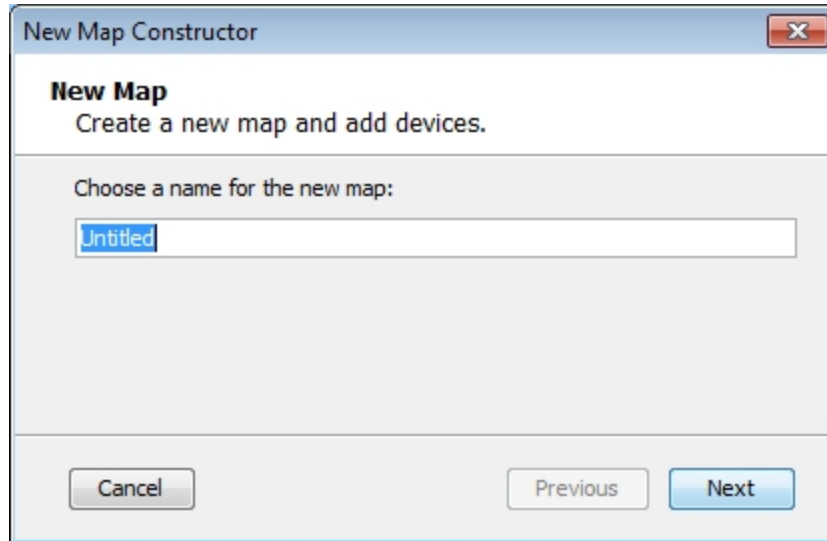 New Map Constructor
New Map
Create a new map and add devices.
Choose a name for the new map:
Untitled
Cancel
Previous
Next